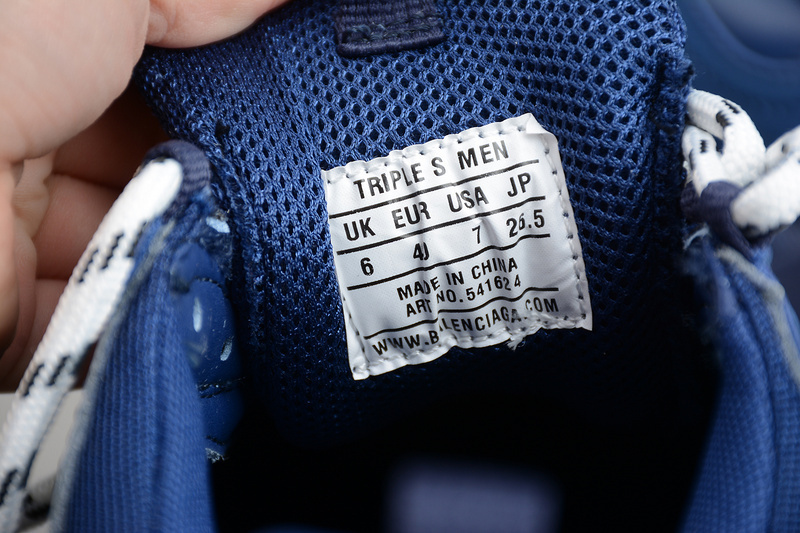 TRIPLE S MEN
UK EUR USA JP
6 40 7 26.5
MADE IN CHINA
ART NO.541624
WWW.BALENCIAGA.COM